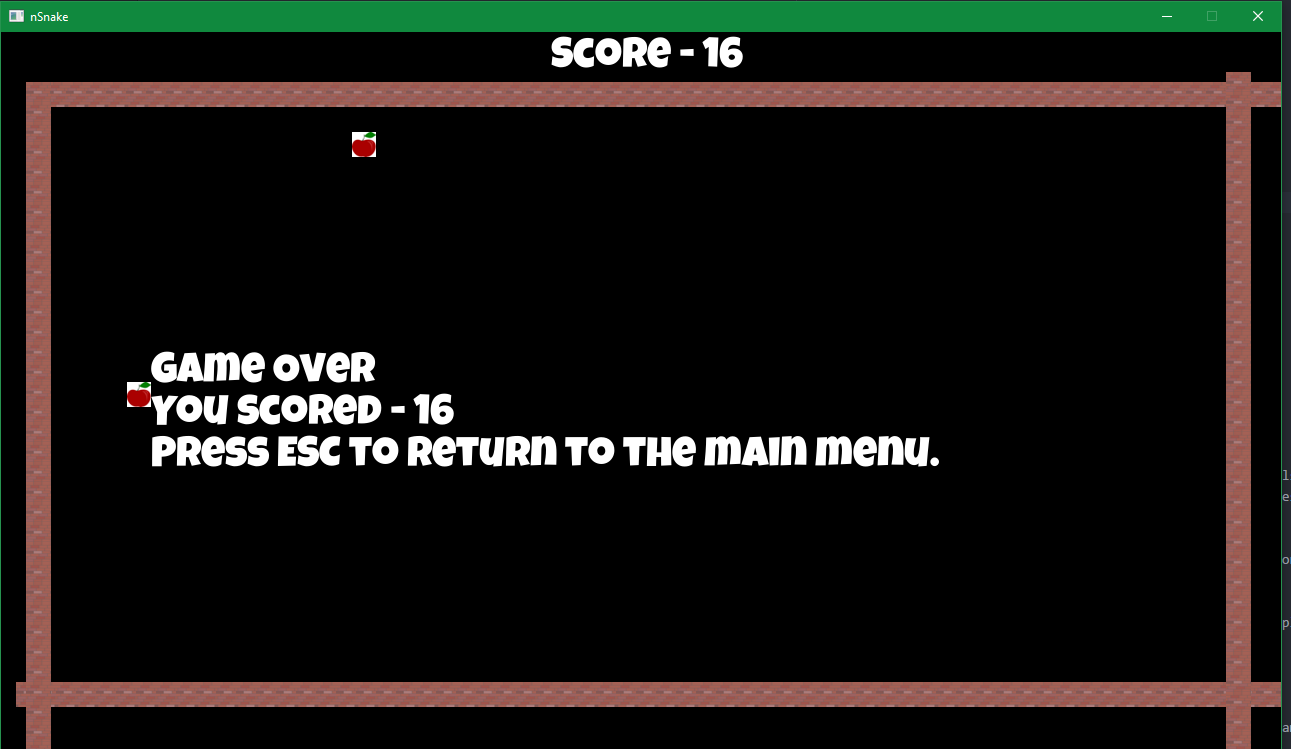 nSnake
Score - 16
Game Over
You scored - 16
Press ESC to return to the main menu.